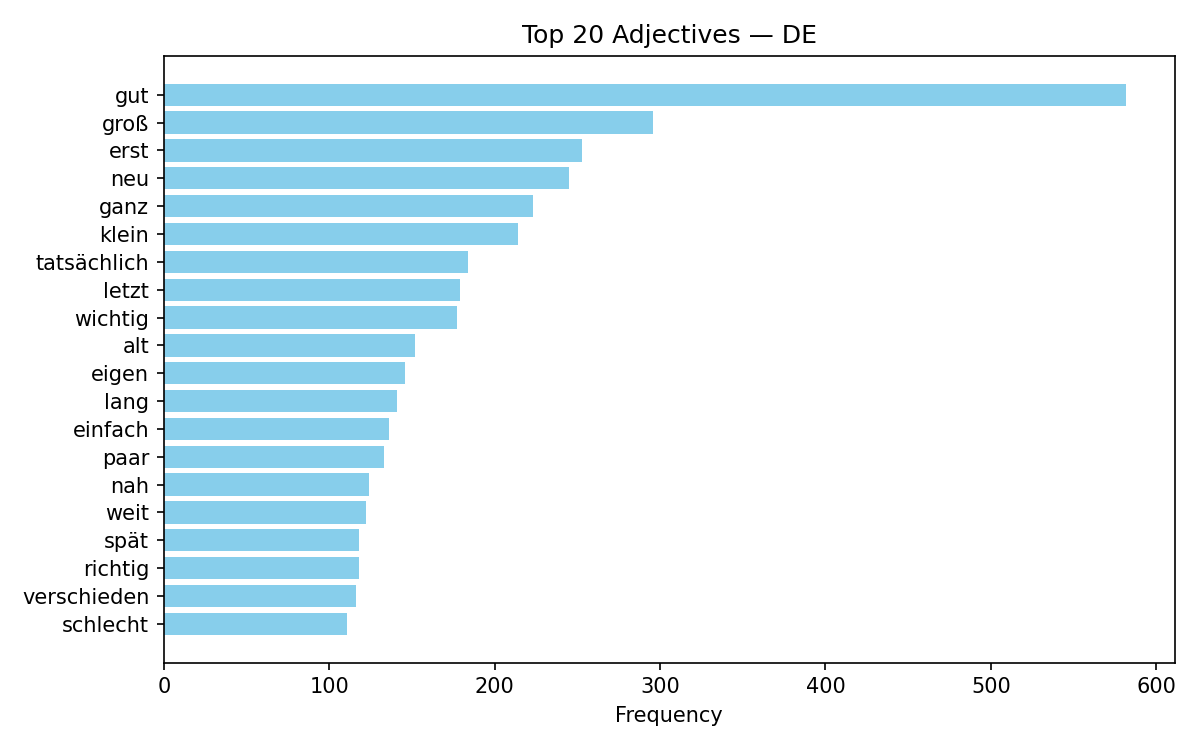 Top 20 Adjectives — DE
gut
groß
erst
neu
ganz
klein
tatsächlich
letzt
wichtig
alt
eigen
lang
einfach
paar
nah
weit
spät
richtig
verschieden
schlecht
0 100 200 300 400 500 600
Frequency